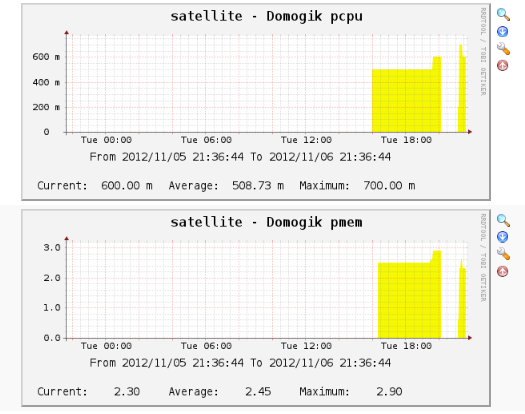 satellite - Domogik pcpu
RRDTOOL / TOBI OETIKER
600 m
400 m
200 m
0
Tue 00:00 Tue 06:00 Tue 12:00 Tue 18:00
From 2012/11/05 21:36:44 To 2012/11/06 21:36:44
Current: 600.00 m Average: 508.73 m Maximum: 700.00 m
satellite - Domogik pmem
RRDTOOL / TOBI OETIKER
3.0
2.0
1.0
0.0
Tue 00:00 Tue 06:00 Tue 12:00 Tue 18:00
From 2012/11/05 21:36:44 To 2012/11/06 21:36:44
Current: 2.30 Average: 2.45 Maximum: 2.90